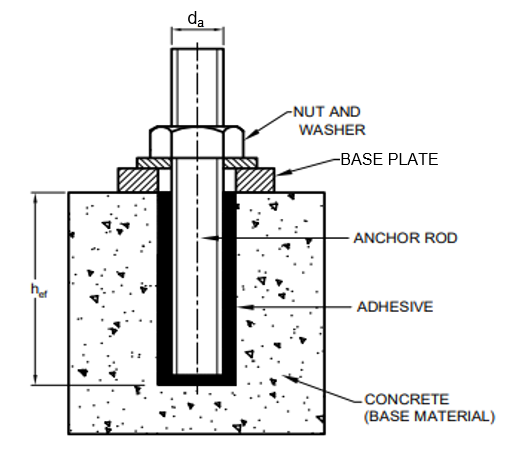 da
NUT AND
WASHER
BASE PLATE
ANCHOR ROD
hef
ADHESIVE
CONCRETE
(BASE MATERIAL)